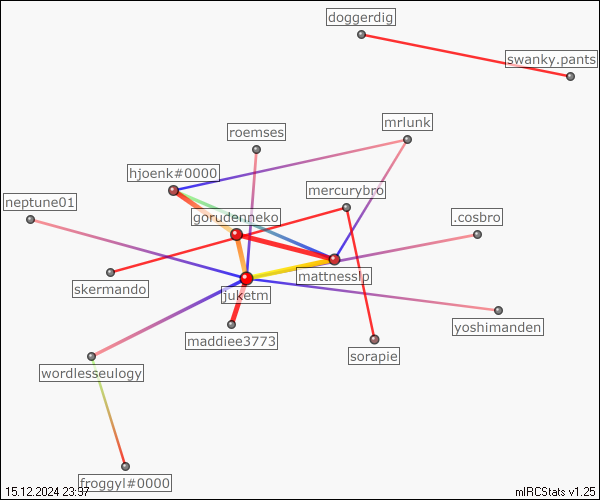 doggerdig
swanky.pants
mrlunk
roemses
hjoenk#0000
mercurybro
neptune01
gorudenneko
.cosbro
mattnesslp
skermando
juketm
yoshimanden
maddiee3773
sorapie
wordlesseulogy
froggyl#0000
15.12.2024 23:37
mIRCStats v1.25